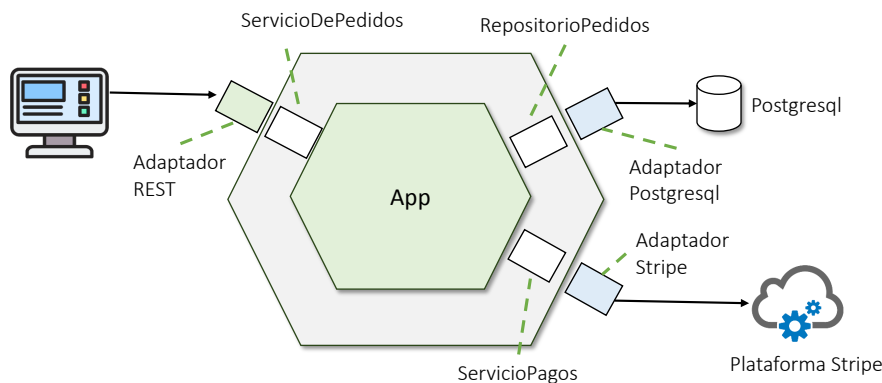 ServicioDePedidos
RepositorioPedidos
Adaptador
REST
App
Postgresql
Adaptador
Postgresql
Adaptador
Stripe
ServicioPagos
Plataforma Stripe